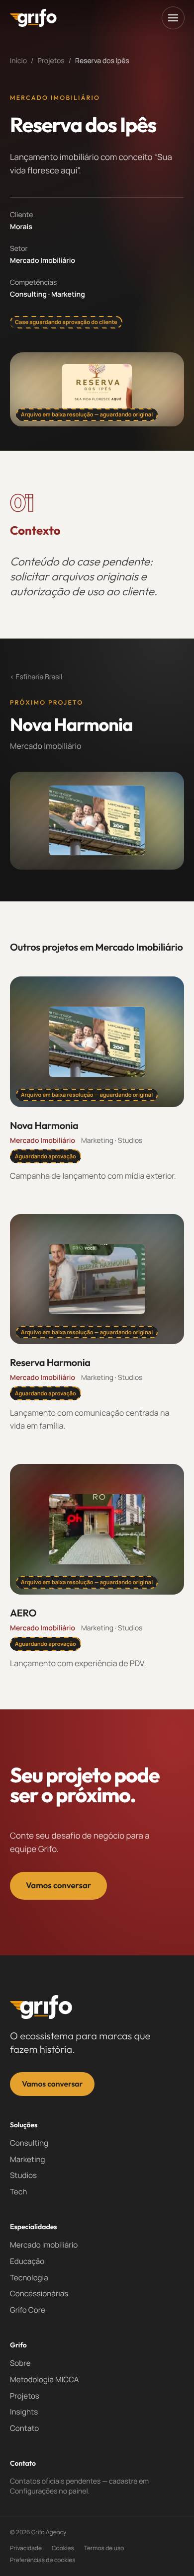 grifo
Início / Projetos / Reserva dos Ipês
MERCADO IMOBILIÁRIO
Reserva dos Ipês
Lançamento imobiliário com conceito "Sua
vida floresce aqui".
Cliente
Morais
Setor
Mercado Imobiliário
Competências
Consulting · Marketing
Case aguardando aprovação do cliente
RESERVA
DOS IPÊS
SUA VIDA FLORESCE AQUI
Arquivo em baixa resolução — aguardando original
01
Contexto
Conteúdo do case pendente:
solicitar arquivos originais e
autorização de uso ao cliente.
‹ Esfiharia Brasil
PRÓXIMO PROJETO
Nova Harmonia
Mercado Imobiliário
300
Outros projetos em Mercado Imobiliário
300
Arquivo em baixa resolução — aguardando original
Nova Harmonia
Mercado Imobiliário Marketing · Studios
Aguardando aprovação
Campanha de lançamento com mídia exterior.
VOCÊ
Arquivo em baixa resolução — aguardando original
Reserva Harmonia
Mercado Imobiliário Marketing · Studios
Aguardando aprovação
Lançamento com comunicação centrada na
vida em família.
RO
ph
Arquivo em baixa resolução — aguardando original
AERO
Mercado Imobiliário Marketing · Studios
Aguardando aprovação
Lançamento com experiência de PDV.
Seu projeto pode
ser o próximo.
Conte seu desafio de negócio para a
equipe Grifo.
Vamos conversar
grifo
O ecossistema para marcas que
fazem história.
Vamos conversar
Soluções
Consulting
Marketing
Studios
Tech
Especialidades
Mercado Imobiliário
Educação
Tecnologia
Concessionárias
Grifo Core
Grifo
Sobre
Metodologia MICCA
Projetos
Insights
Contato
Contato
Contatos oficiais pendentes — cadastre em
Configurações no painel.
© 2026 Grifo Agency
Privacidade Cookies Termos de uso
Preferências de cookies